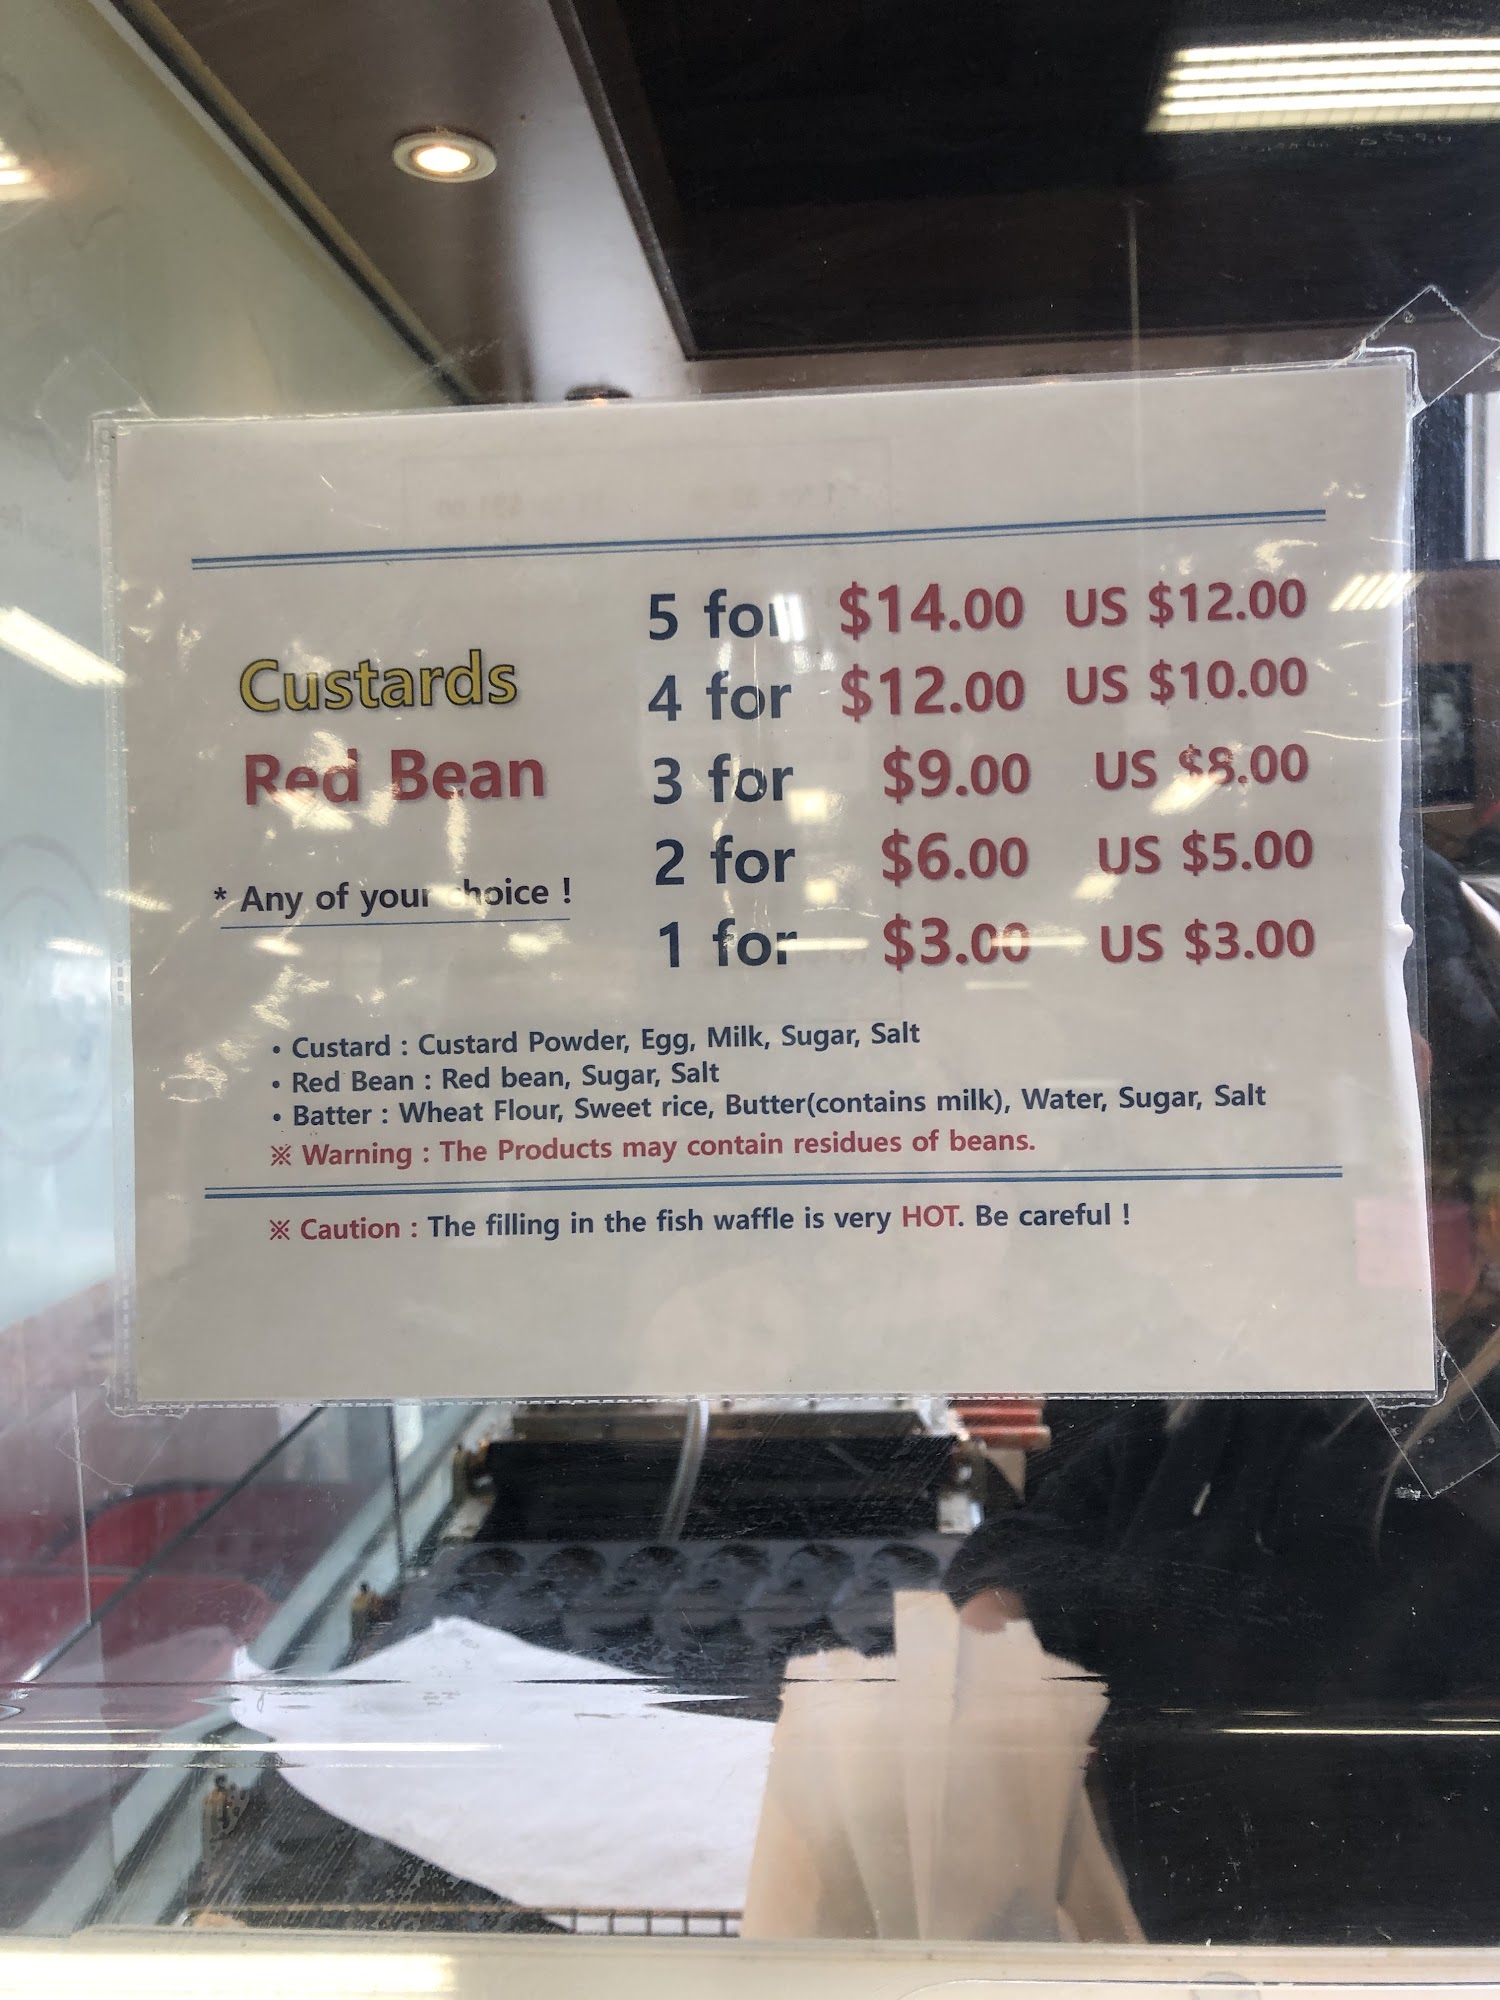 5 for $14.00 US $12.00
Custards
4 for $12.00 US $10.00
Red Bean
3 for $9.00 US $8.00
2 for $6.00 US $5.00
* Any of your choice !
1 for $3.00 US $3.00
• Custard : Custard Powder, Egg, Milk, Sugar, Salt
• Red Bean : Red bean, Sugar, Salt
• Batter : Wheat Flour, Sweet rice, Butter(contains milk), Water, Sugar, Salt
※ Warning : The Products may contain residues of beans.
※ Caution : The filling in the fish waffle is very HOT. Be careful !